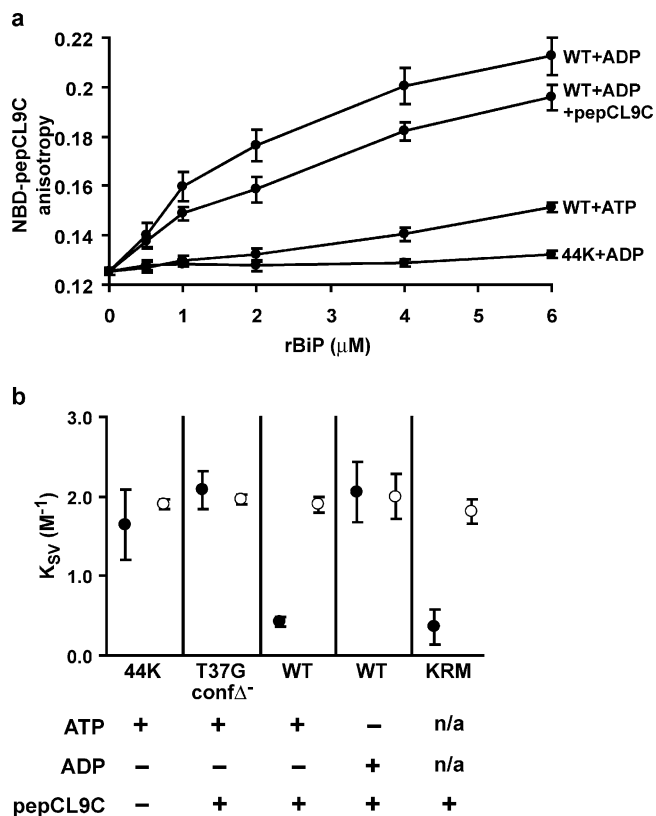 a
0.22
0.2
0.18
0.16
0.14
0.12
NBD-pepCL9C
anisotropy
WT+ADP
WT+ADP
+pepCL9C
WT+ATP
44K+ADP
0 1 2 3 4 5 6
rBiP (μM)
b
3.0
2.0
1.0
0.0
KSV (M-1)
44K T37G WT WT KRM
confΔ-
ATP + + + – n/a
ADP – – – + n/a
pepCL9C – + + + +